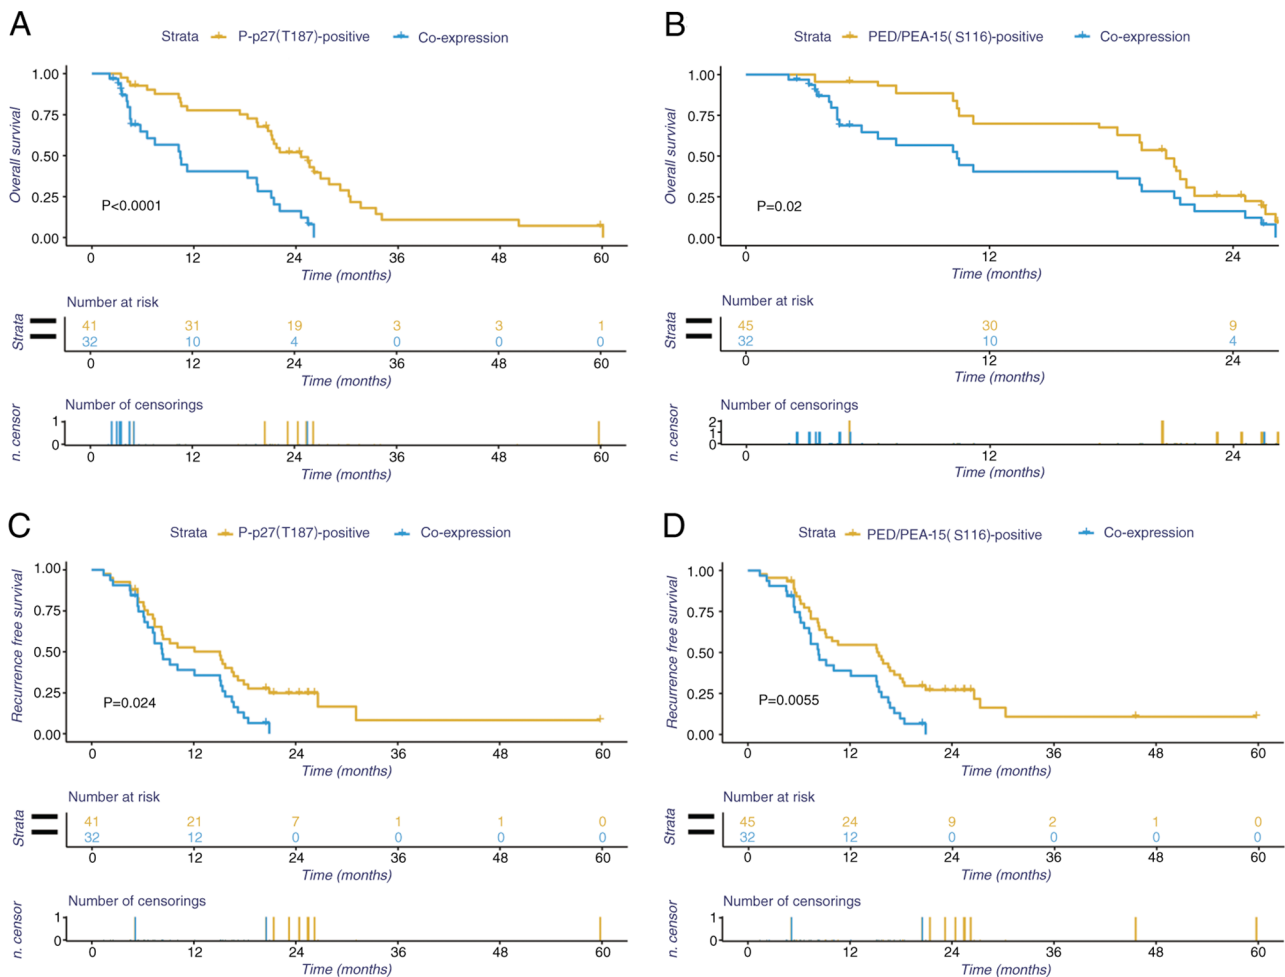 A
Strata P-p27(T187)-positive Co-expression
Overall survival
1.00
0.75
0.50
0.25
0.00
P<0.0001
0 12 24 36 48 60
Time (months)
Number at risk
Strata
41 31 19 3 3 1
32 10 4 0 0 0
0 12 24 36 48 60
Time (months)
Number of censorings
n. censor
1
0
0 12 24 36 48 60
Time (months)
B
Strata PED/PEA-15( S116)-positive Co-expression
Overall survival
1.00
0.75
0.50
0.25
0.00
P=0.02
0 12 24
Time (months)
Number at risk
Strata
45 30 9
32 10 4
0 12 24
Time (months)
Number of censorings
n. censor
2
1
0
0 12 24
Time (months)
C
Strata P-p27(T187)-positive Co-expression
Recurrence free survival
1.00
0.75
0.50
0.25
0.00
P=0.024
0 12 24 36 48 60
Time (months)
Number at risk
Strata
41 21 7 1 1 0
32 12 0 0 0 0
0 12 24 36 48 60
Time (months)
Number of censorings
n. censor
1
0
0 12 24 36 48 60
Time (months)
D
Strata PED/PEA-15( S116)-positive Co-expression
Recurrence free survival
1.00
0.75
0.50
0.25
0.00
P=0.0055
0 12 24 36 48 60
Time (months)
Number at risk
Strata
45 24 9 2 1 0
32 12 0 0 0 0
0 12 24 36 48 60
Time (months)
Number of censorings
n. censor
1
0
0 12 24 36 48 60
Time (months)